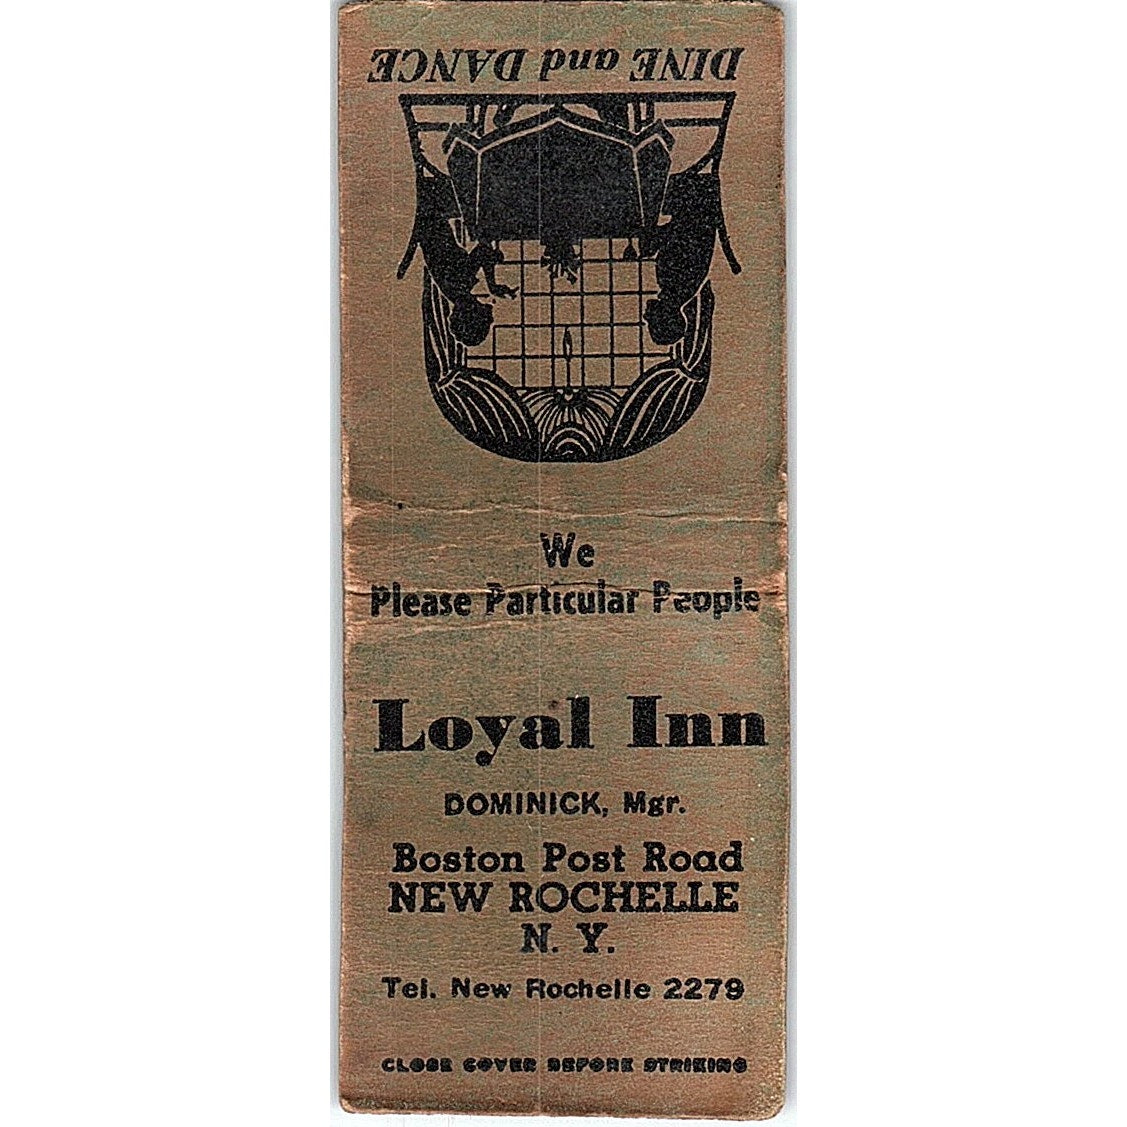 DINE and DANCE
We
Please Particular People
Loyal Inn
DOMINICK, Mgr.
Boston Post Road
NEW ROCHELLE
N. Y.
Tel. New Rochelle 2279
CLOSE COVER BEFORE STRIKING